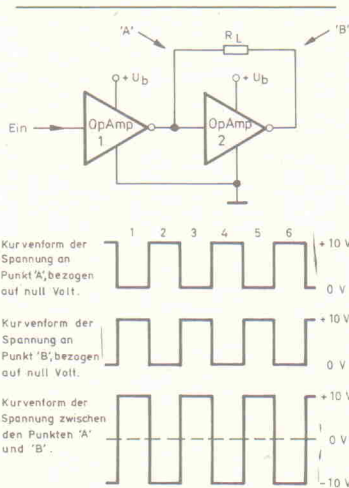 'A'
'B'
R L
+ Ub
+ Ub
Ein
OpAmp
1
OpAmp
2
1 2 3 4 5 6
Kurvenform der
Spannung an
Punkt 'A', bezogen
auf null Volt.
+ 10 V
0 V
Kurvenform der
Spannung an
Punkt 'B', bezogen
auf null Volt.
+ 10 V
0 V
Kurvenform der
Spannung zwischen
den Punkten 'A'
und 'B'.
+ 10 V
0 V
- 10 V